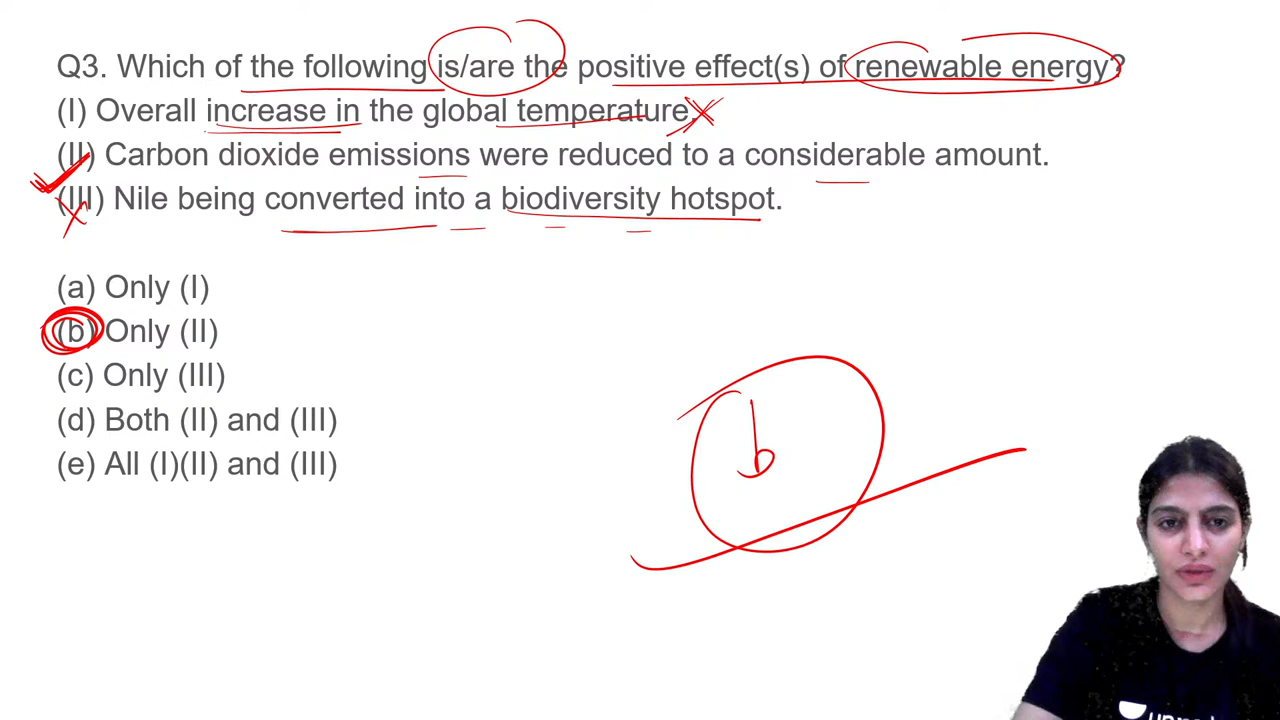 Q3. Which of the following is/are the positive effect(s) of renewable energy?
(I) Overall increase in the global temperature.
(II) Carbon dioxide emissions were reduced to a considerable amount.
(III) Nile being converted into a biodiversity hotspot.
(a) Only (I)
(b) Only (II)
(c) Only (III)
(d) Both (II) and (III)
(e) All (I)(II) and (III)
b